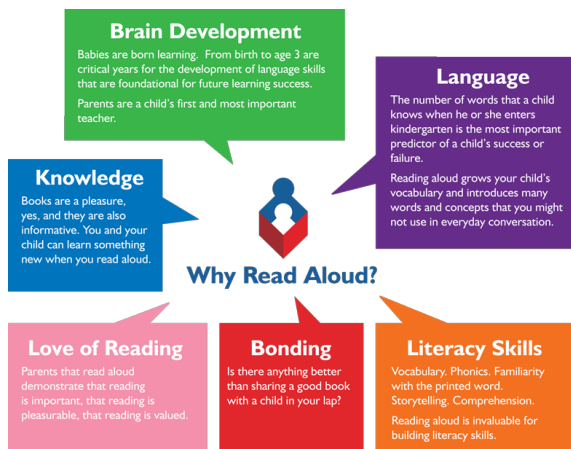 Brain Development
Babies are born learning. From birth to age 3 are
critical years for the development of language skills
that are foundational for future learning success.
Parents are a child's first and most important
teacher.
Language
The number of words that a child
knows when he or she enters
kindergarten is the most important
predictor of a child's success or
failure.
Reading aloud grows your child's
vocabulary and introduces many
words and concepts that you might
not use in everyday conversation.
Knowledge
Books are a pleasure,
yes, and they are also
informative. You and your
child can learn something
new when you read aloud.
Why Read Aloud?
Love of Reading
Parents that read aloud
demonstrate that reading
is important, that reading is
pleasurable, that reading is valued.
Bonding
Is there anything better
than sharing a good book
with a child in your lap?
Literacy Skills
Vocabulary. Phonics. Familiarity
with the printed word.
Storytelling. Comprehension.
Reading aloud is invaluable for
building literacy skills.